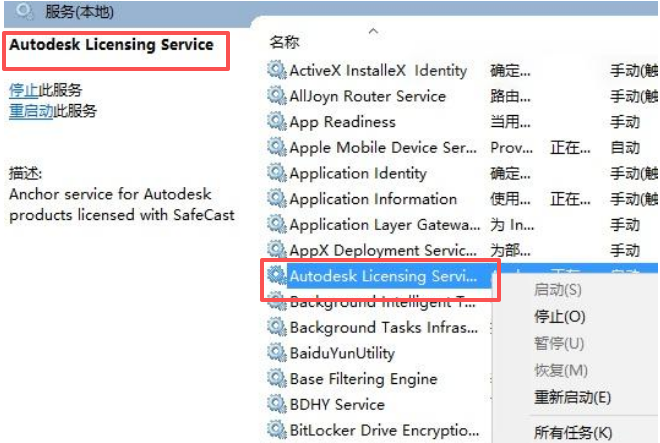 服务(本地)
Autodesk Licensing Service
停止此服务
重启动此服务
描述:
Anchor service for Autodesk
products licensed with SafeCast
名称
ActiveX InstalleX Identity 确定... 手动(触
AllJoyn Router Service 路由... 手动(触
App Readiness 当用... 手动
Apple Mobile Device Ser... Prov... 正在... 自动
Application Identity 确定... 手动(触
Application Information 使用... 正在... 手动(触
Application Layer Gatewa... 为 In... 手动
AppX Deployment Servic... 为部... 手动
Autodesk Licensing Servi...
Background Intelligent T...
Background Tasks Infras...
BaiduYunUtility
Base Filtering Engine
BDHY Service
BitLocker Drive Encryptio...
启动(S)
停止(O)
暂停(U)
恢复(M)
重新启动(E)
所有任务(K)